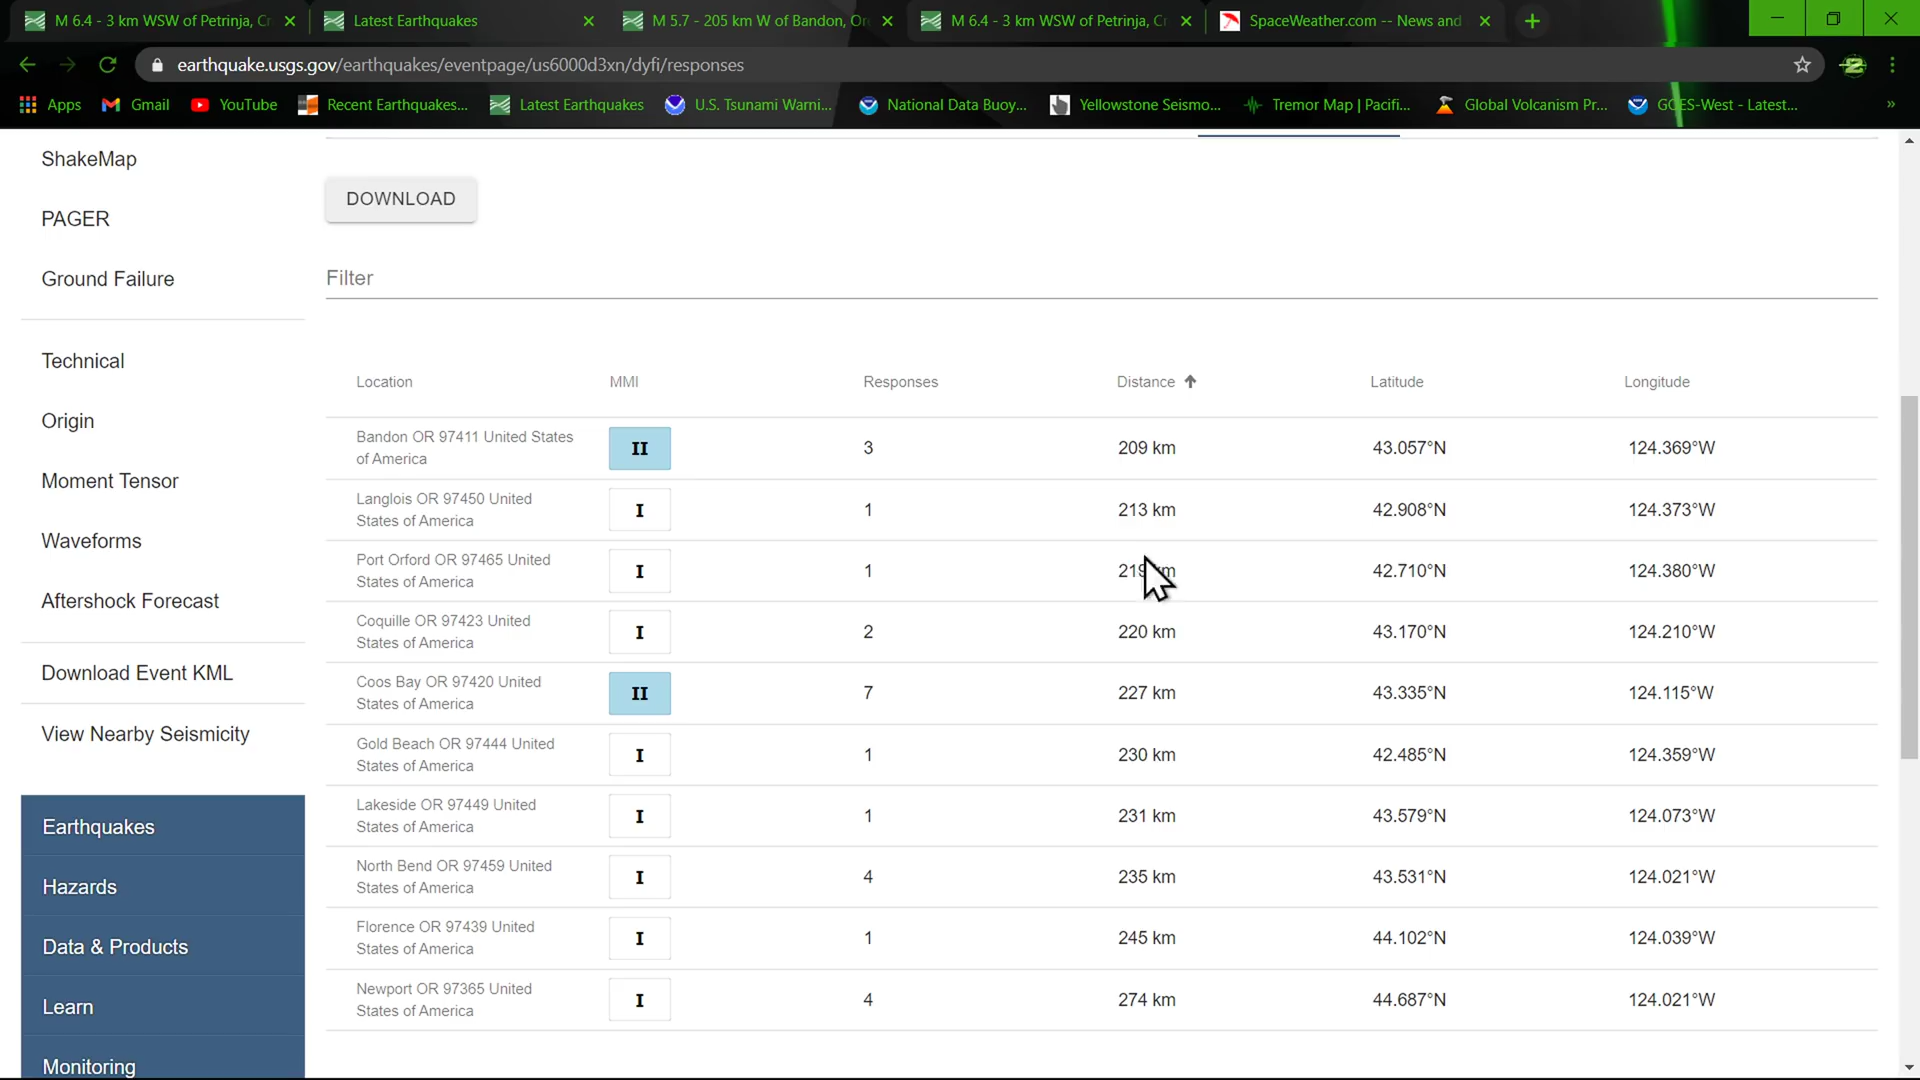 M 6.4 - 3 km WSW of Petrinja, Cr
Latest Earthquakes
M 5.7 - 205 km W of Bandon, Ore
M 6.4 - 3 km WSW of Petrinja, Cr
SpaceWeather.com -- News and
earthquake.usgs.gov/earthquakes/eventpage/us6000d3xn/dyfi/responses
Apps
Gmail
YouTube
Recent Earthquakes...
Latest Earthquakes
U.S. Tsunami Warni...
National Data Buoy...
Yellowstone Seismo...
Tremor Map | Pacifi...
Global Volcanism Pr...
GOES-West - Latest...
»
ShakeMap
PAGER
Ground Failure
Technical
Origin
Moment Tensor
Waveforms
Aftershock Forecast
Download Event KML
View Nearby Seismicity
Earthquakes
Hazards
Data & Products
Learn
Monitoring
DOWNLOAD
Filter
Location MMI Responses Distance Latitude Longitude
Bandon OR 97411 United States
of America
II 3 209 km 43.057°N 124.369°W
Langlois OR 97450 United
States of America
I 1 213 km 42.908°N 124.373°W
Port Orford OR 97465 United
States of America
I 1 219 km 42.710°N 124.380°W
Coquille OR 97423 United
States of America
I 2 220 km 43.170°N 124.210°W
Coos Bay OR 97420 United
States of America
II 7 227 km 43.335°N 124.115°W
Gold Beach OR 97444 United
States of America
I 1 230 km 42.485°N 124.359°W
Lakeside OR 97449 United
States of America
I 1 231 km 43.579°N 124.073°W
North Bend OR 97459 United
States of America
I 4 235 km 43.531°N 124.021°W
Florence OR 97439 United
States of America
I 1 245 km 44.102°N 124.039°W
Newport OR 97365 United
States of America
I 4 274 km 44.687°N 124.021°W